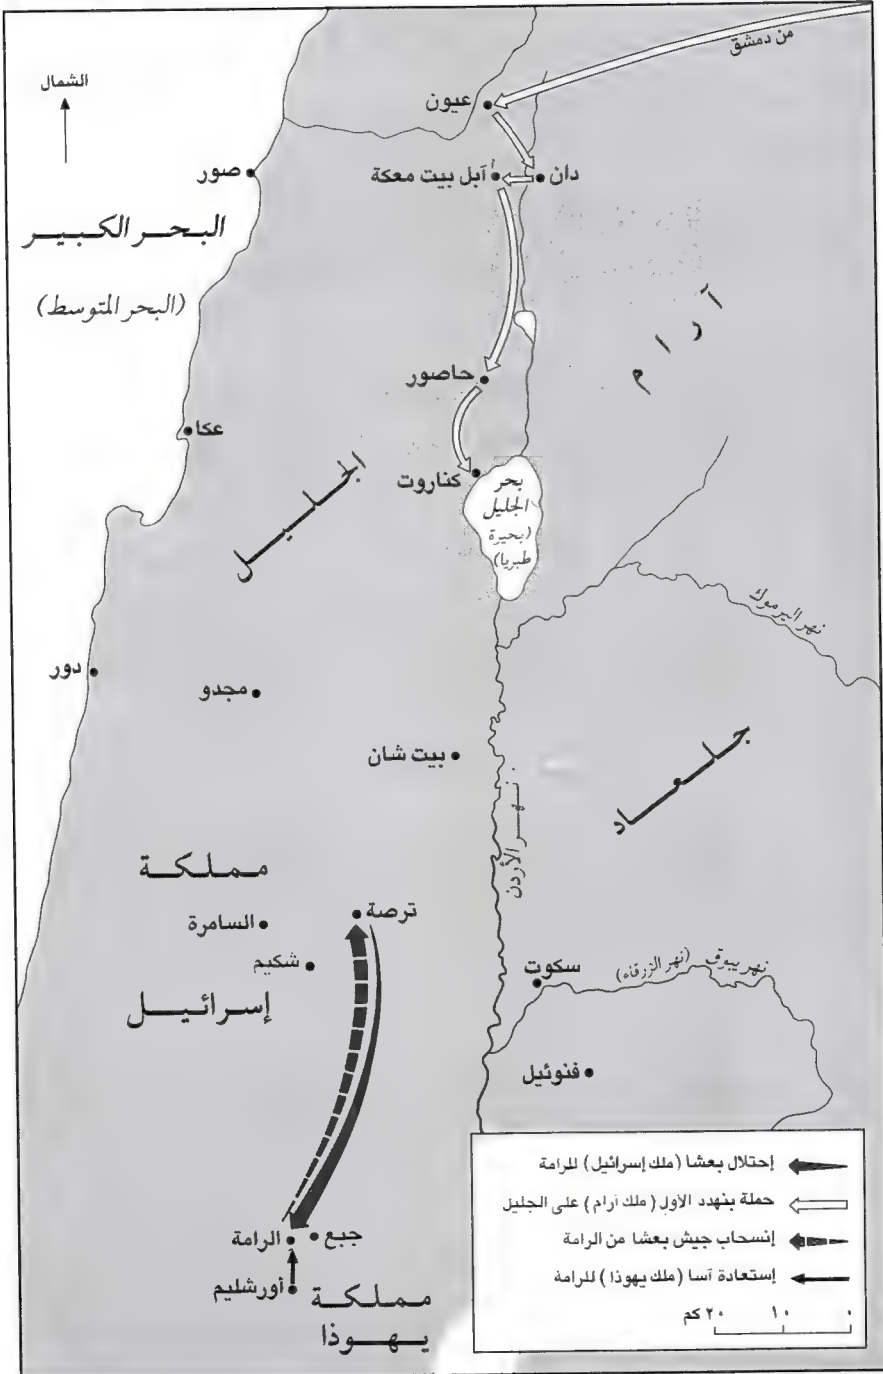 من دمشق
الشمال
عيون
صور
آبل بيت معكة
دان
البحر الكبير
(البحر المتوسط)
آرام
حاصور
عكا
كناروت
بحر
الجليل
(بحيرة
طبريا)
الجليل
نهر اليرموك
دور
مجدو
بيت شان
جلعاد
نهر الأردن
مملكة
ترصة
السامرة
شكيم
سكوت
نهر يبوق (نهر الزرقاء)
إسرائيل
فنوئيل
إحتلال بعشا (ملك إسرائيل) للرامة
حملة بنهدد الأول (ملك آرام) على الجليل
إنسحاب جيش بعشا من الرامة
إستعادة آسا (ملك يهوذا) للرامة
٠ ١٠ ٢٠ كم
الرامة
جبع
أورشليم
مملكة
يهوذا